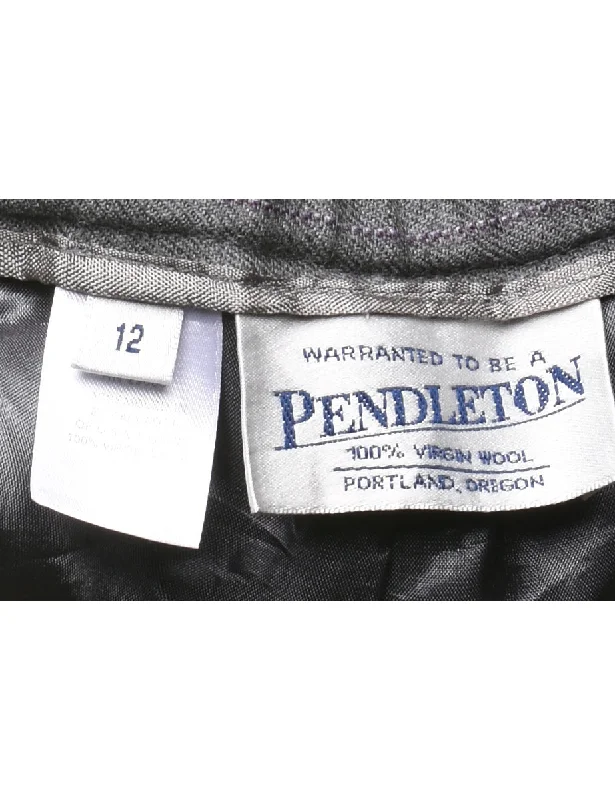 12
WARRANTED TO BE A
PENDLETON
100% VIRGIN WOOL
PORTLAND, OREGON